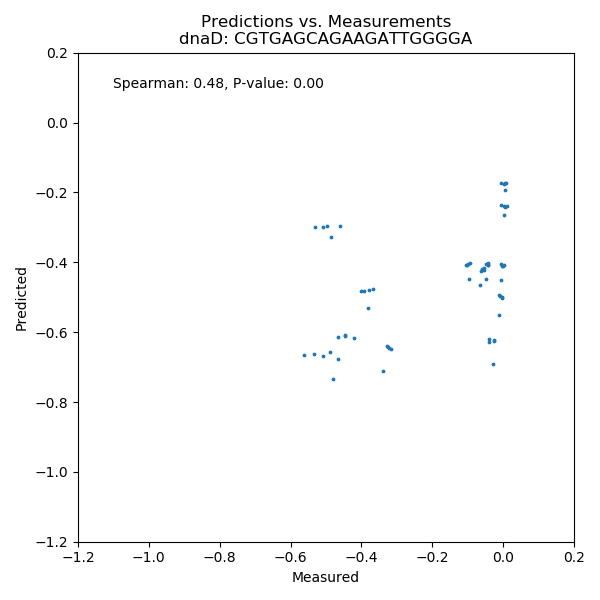 Predictions vs. Measurements
dnaD: CGTGAGCAGAAGATTGGGGA
Spearman: 0.48, P-value: 0.00
0.2
0.0
−0.2
−0.4
−0.6
−0.8
−1.0
−1.2
Predicted
−1.2 −1.0 −0.8 −0.6 −0.4 −0.2 0.0 0.2
Measured